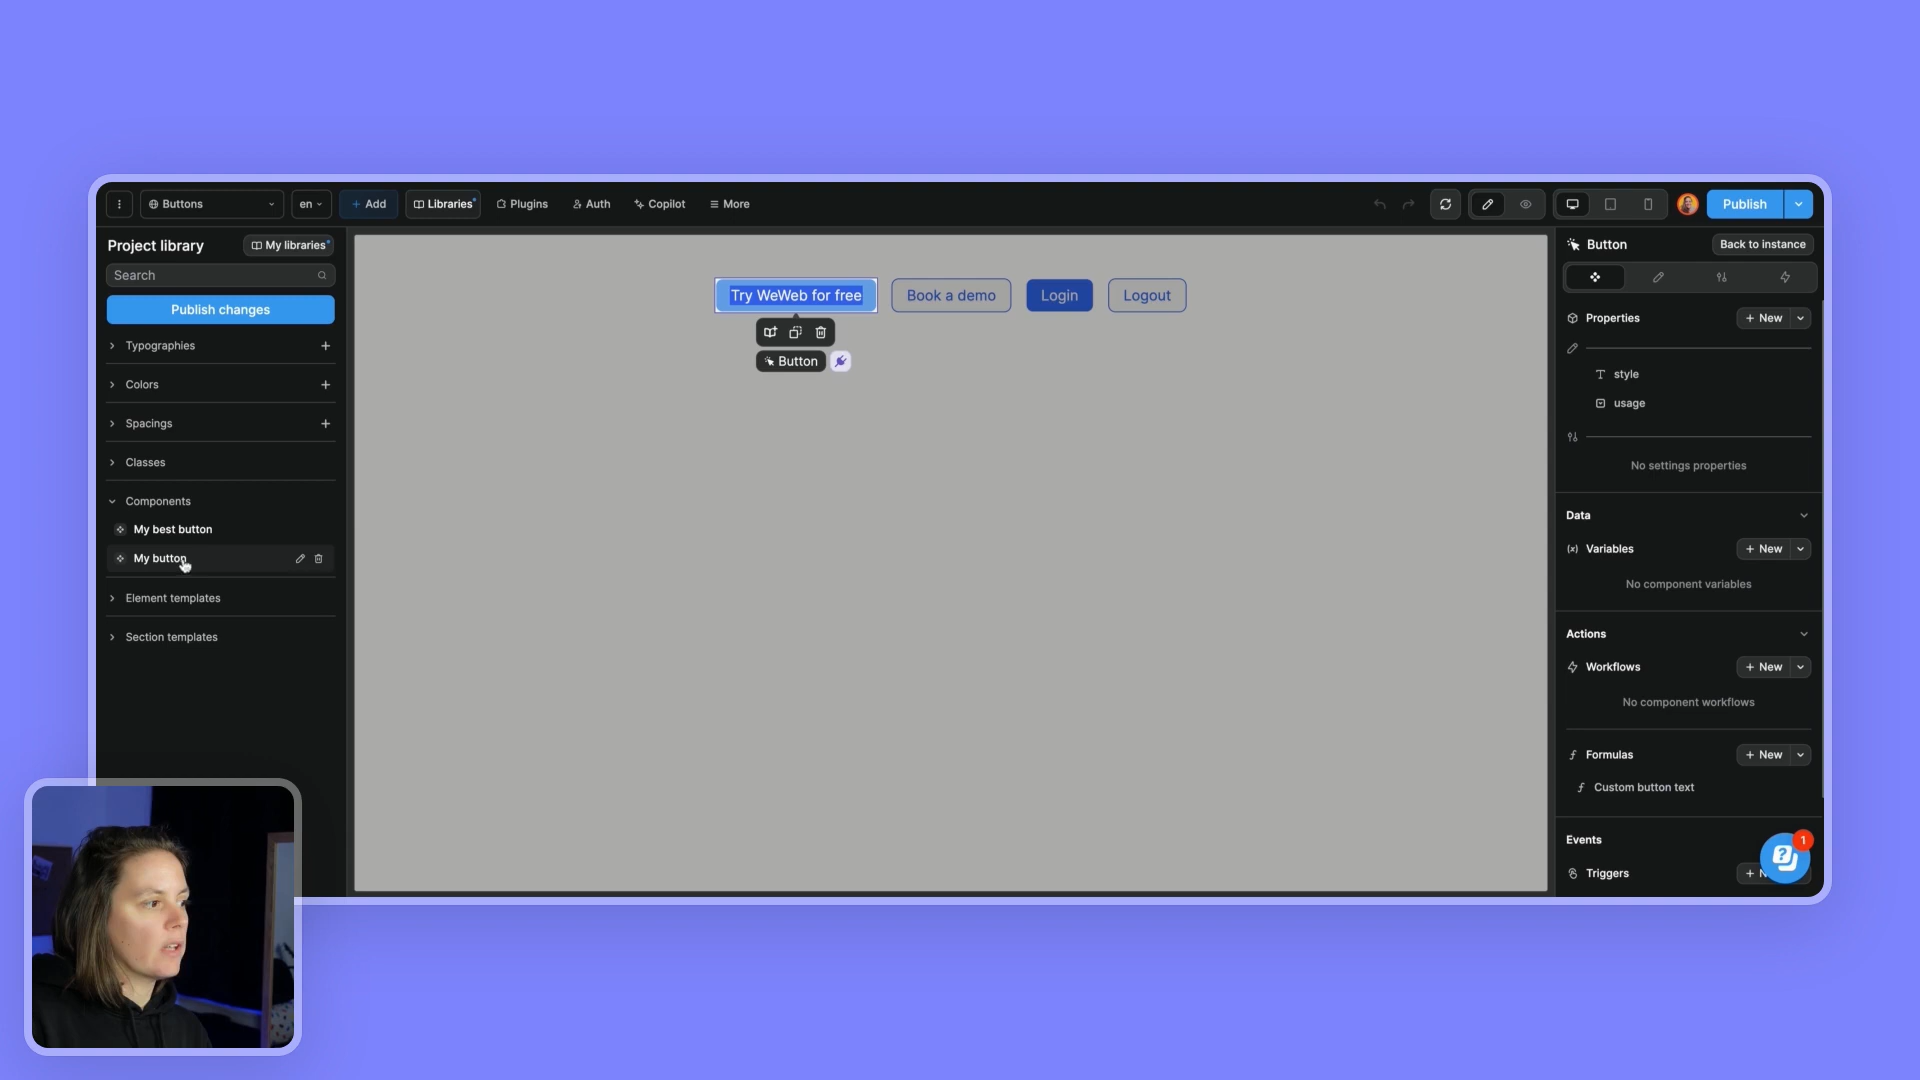 Buttons
en
+ Add
Libraries
Plugins
Auth
Copilot
More
Publish
Project library
My libraries
Search
Publish changes
Typographies
Colors
Spacings
Classes
Components
My best button
My button
Element templates
Section templates
Try WeWeb for free
Book a demo
Login
Logout
Button
Button
Back to instance
Properties
+ New
style
usage
No settings properties
Data
(x) Variables
+ New
No component variables
Actions
Workflows
+ New
No component workflows
Formulas
+ New
Custom button text
Events
1
?
Triggers